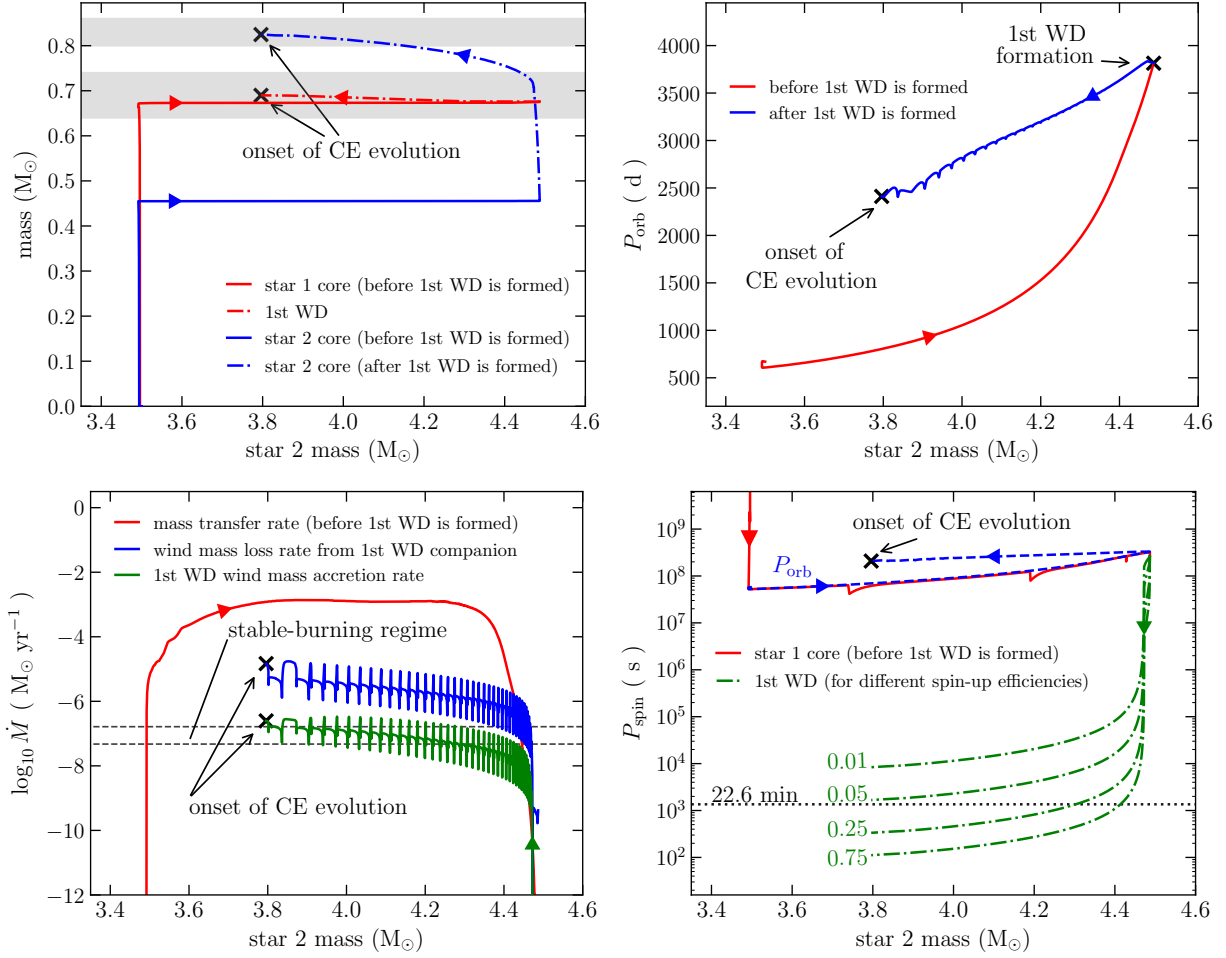 0.8
0.7
0.6
0.5
0.4
0.3
0.2
0.1
0.0
mass (M⊙)
onset of CE evolution
star 1 core (before 1st WD is formed)
1st WD
star 2 core (before 1st WD is formed)
star 2 core (after 1st WD is formed)
3.4 3.6 3.8 4.0 4.2 4.4 4.6
star 2 mass (M⊙)
4000
3500
3000
2500
2000
1500
1000
500
P_orb ( d )
1st WD
formation
before 1st WD is formed
after 1st WD is formed
onset of
CE evolution
3.4 3.6 3.8 4.0 4.2 4.4 4.6
star 2 mass (M⊙)
0
−2
−4
−6
−8
−10
−12
log₁₀ Ṁ ( M⊙ yr⁻¹ )
mass transfer rate (before 1st WD is formed)
wind mass loss rate from 1st WD companion
1st WD wind mass accretion rate
stable-burning regime
onset of CE evolution
3.4 3.6 3.8 4.0 4.2 4.4 4.6
star 2 mass (M⊙)
10⁹
10⁸
10⁷
10⁶
10⁵
10⁴
10³
10²
P_spin ( s )
onset of CE evolution
P_orb
star 1 core (before 1st WD is formed)
1st WD (for different spin-up efficiencies)
0.01
0.05
22.6 min
0.25
0.75
3.4 3.6 3.8 4.0 4.2 4.4 4.6
star 2 mass (M⊙)